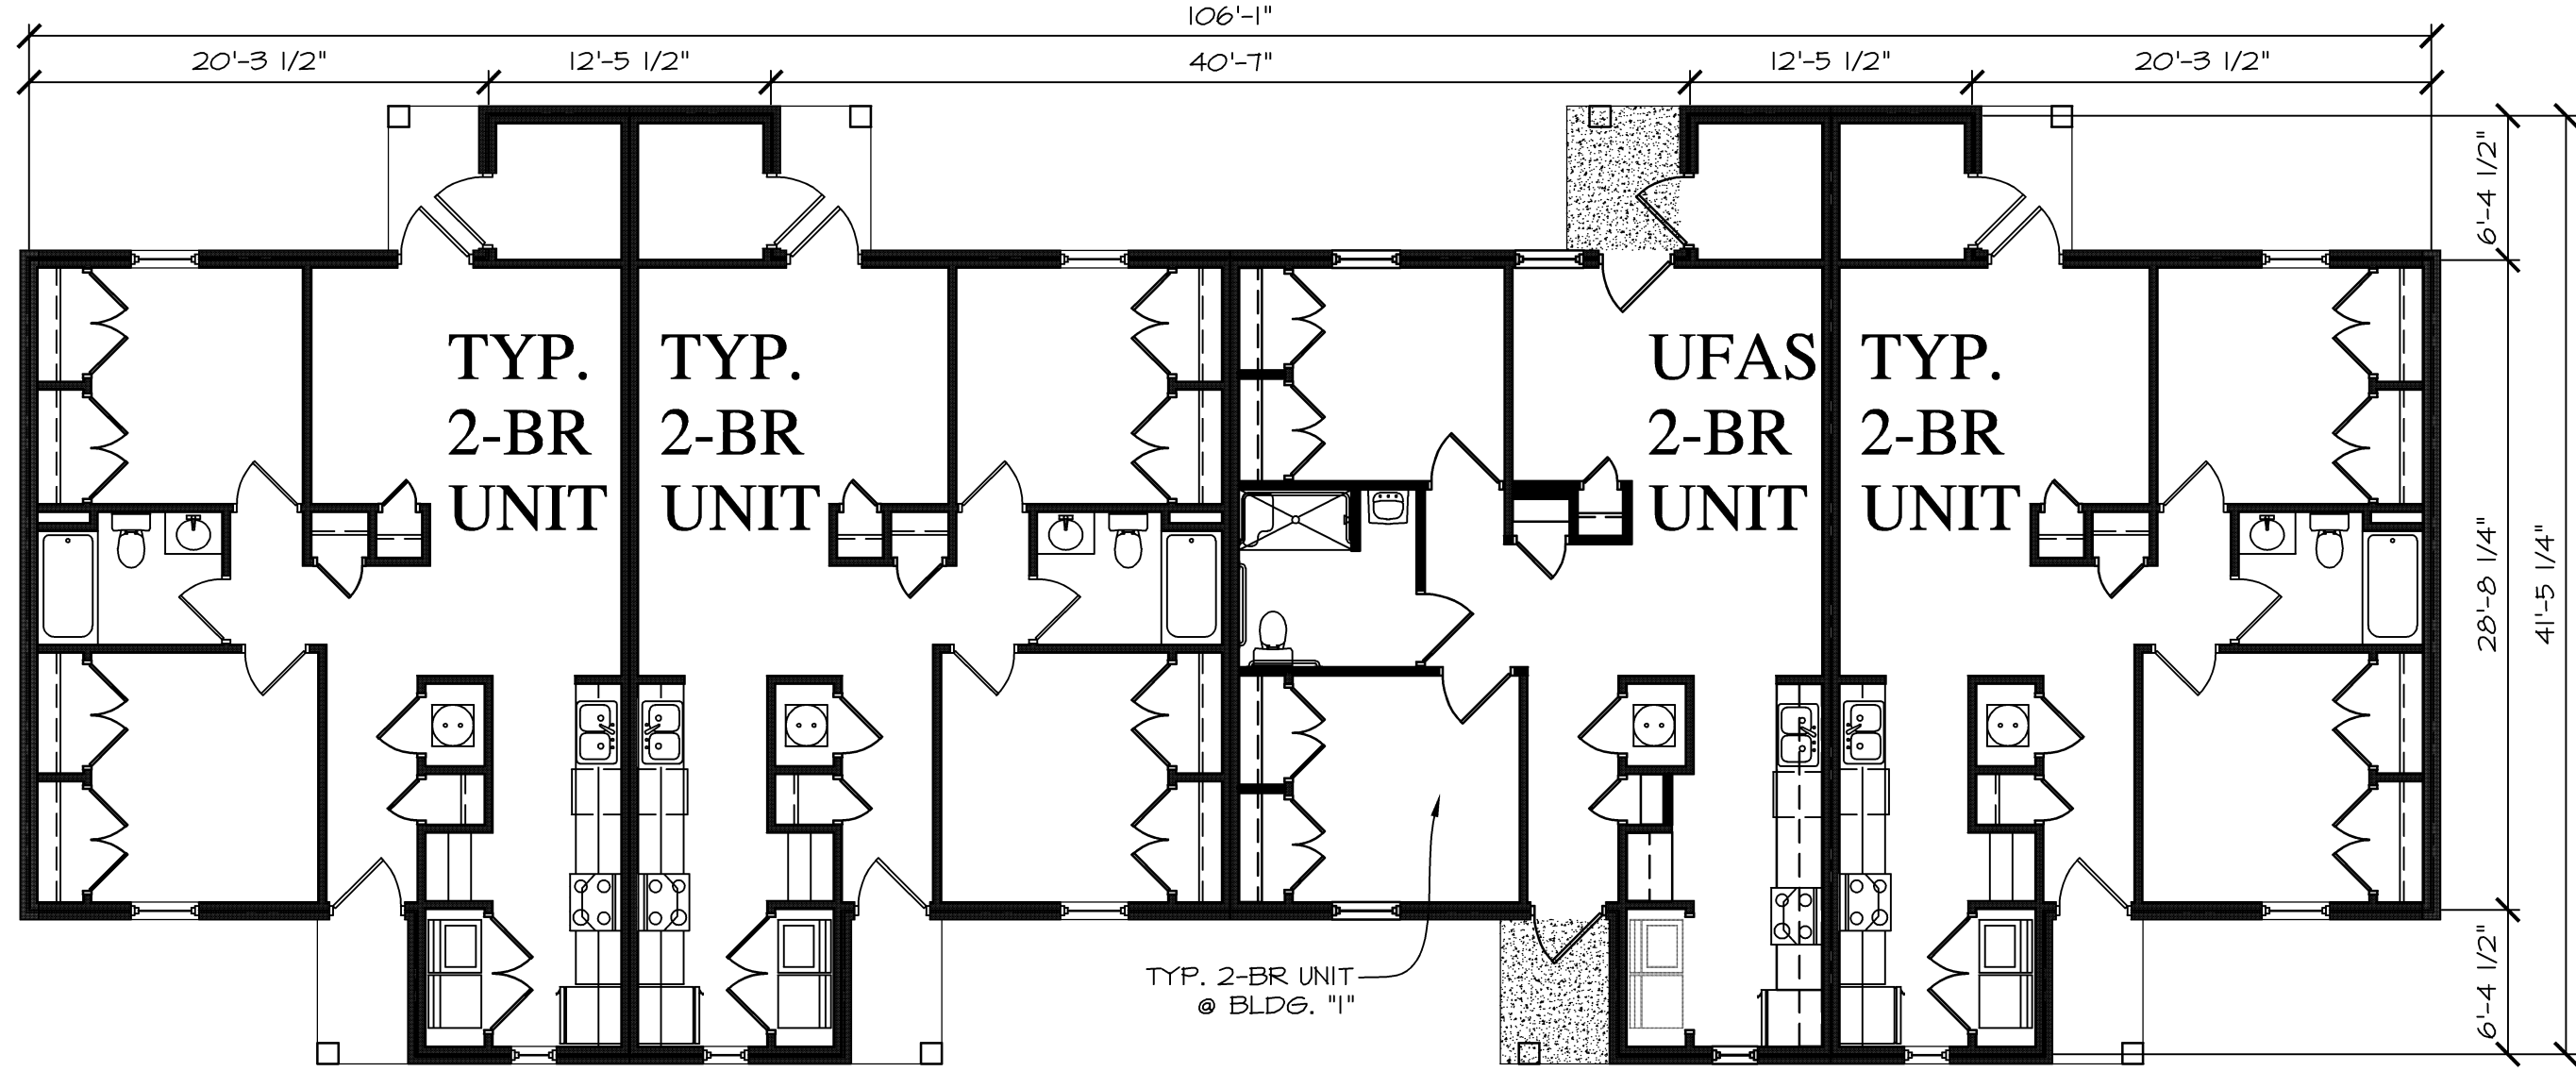 106'-1"
20'-3 1/2" 12'-5 1/2" 40'-7" 12'-5 1/2" 20'-3 1/2"
6'-4 1/2"
TYP. TYP. UFAS TYP.
2-BR 2-BR 2-BR 2-BR
UNIT UNIT UNIT UNIT
28'-8 1/4"
41'-5 1/4"
6'-4 1/2"
TYP. 2-BR UNIT
@ BLDG. "1"